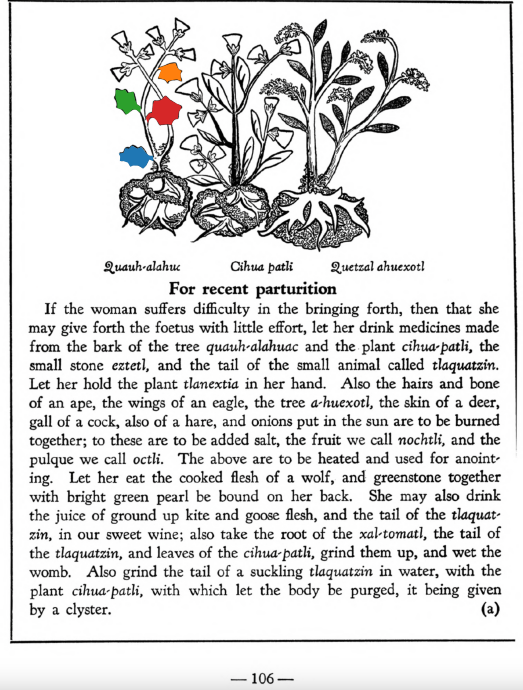 Quauh-alahuc Cihua patli Quetzal ahuexotl
For recent parturition
If the woman suffers difficulty in the bringing forth, then that she
may give forth the foetus with little effort, let her drink medicines made
from the bark of the tree quauh-alahuac and the plant cihua-patli, the
small stone eztetl, and the tail of the small animal called tlaquatzin.
Let her hold the plant tlanextia in her hand. Also the hairs and bone
of an ape, the wings of an eagle, the tree a-huexotl, the skin of a deer,
gall of a cock, also of a hare, and onions put in the sun are to be burned
together; to these are to be added salt, the fruit we call nochtli, and the
pulque we call octli. The above are to be heated and used for anoint-
ing. Let her eat the cooked flesh of a wolf, and greenstone together
with bright green pearl be bound on her back. She may also drink
the juice of ground up kite and goose flesh, and the tail of the tlaquat-
zin, in our sweet wine; also take the root of the xal-tomatl, the tail of
the tlaquatzin, and leaves of the cihua-patli, grind them up, and wet the
womb. Also grind the tail of a suckling tlaquatzin in water, with the
plant cihua-patli, with which let the body be purged, it being given
by a clyster. (a)
— 106 —